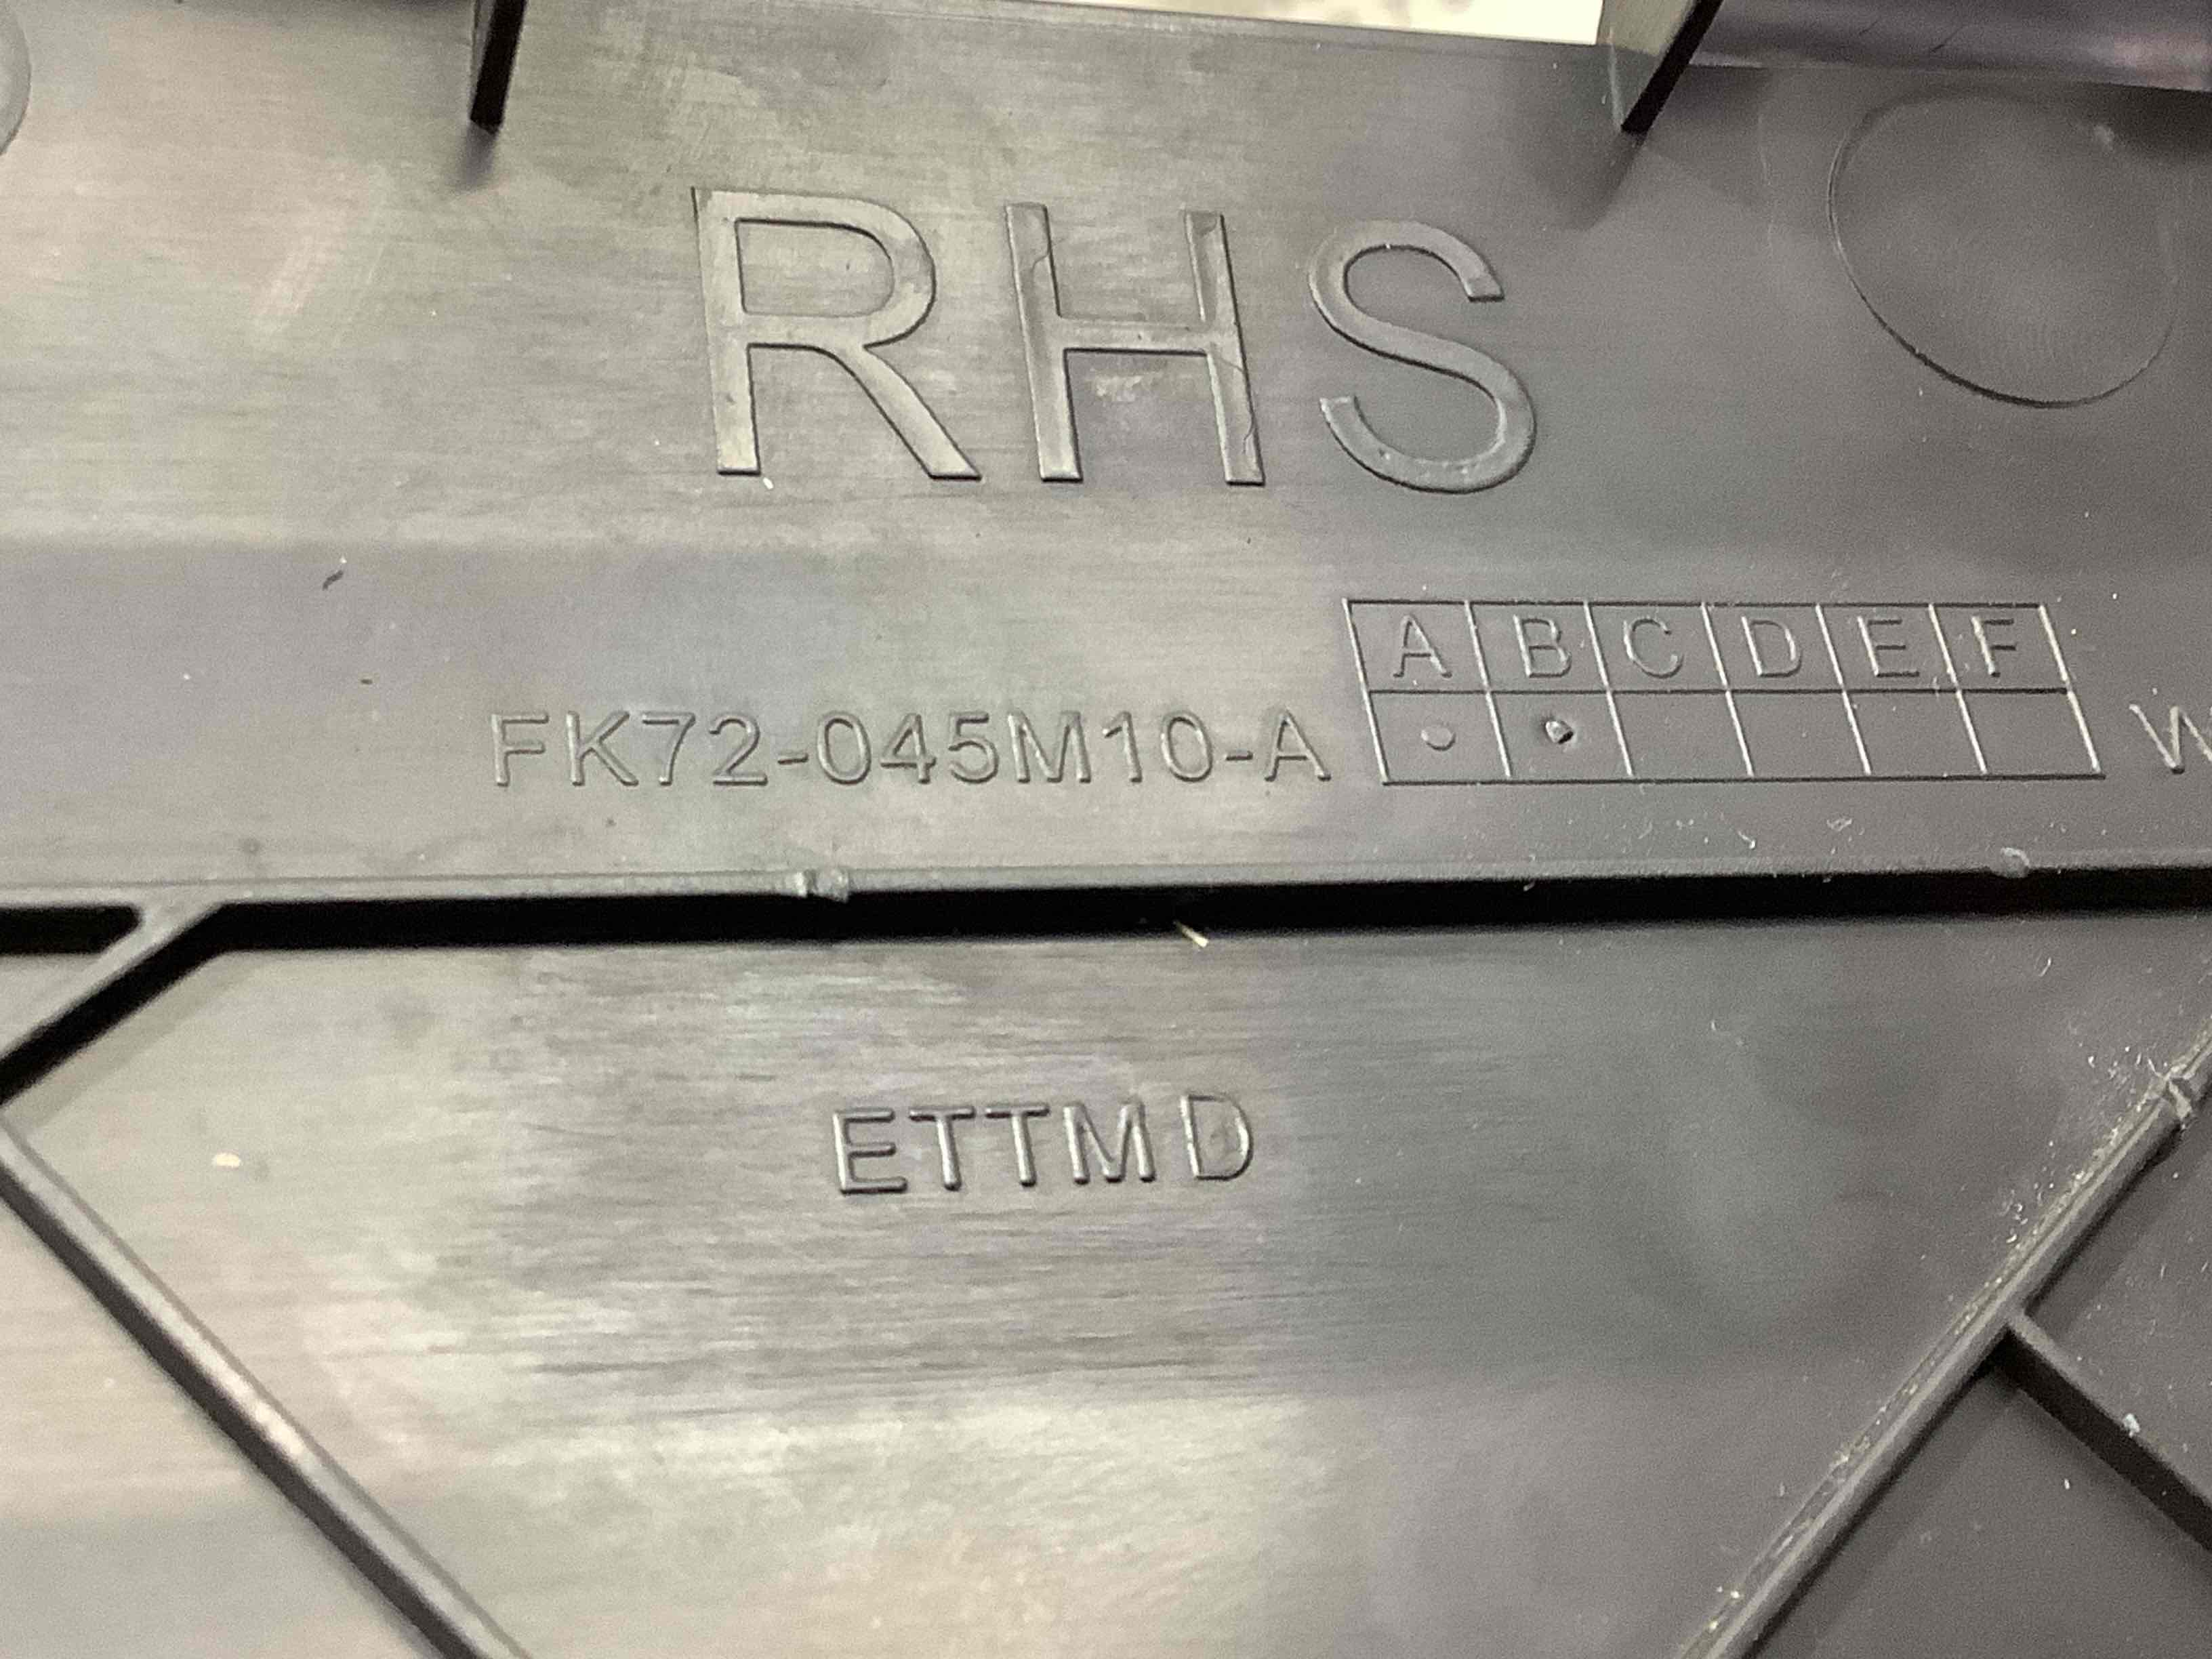 RHS
A B C D E F
FK72-045M10-A
W
ETTMD